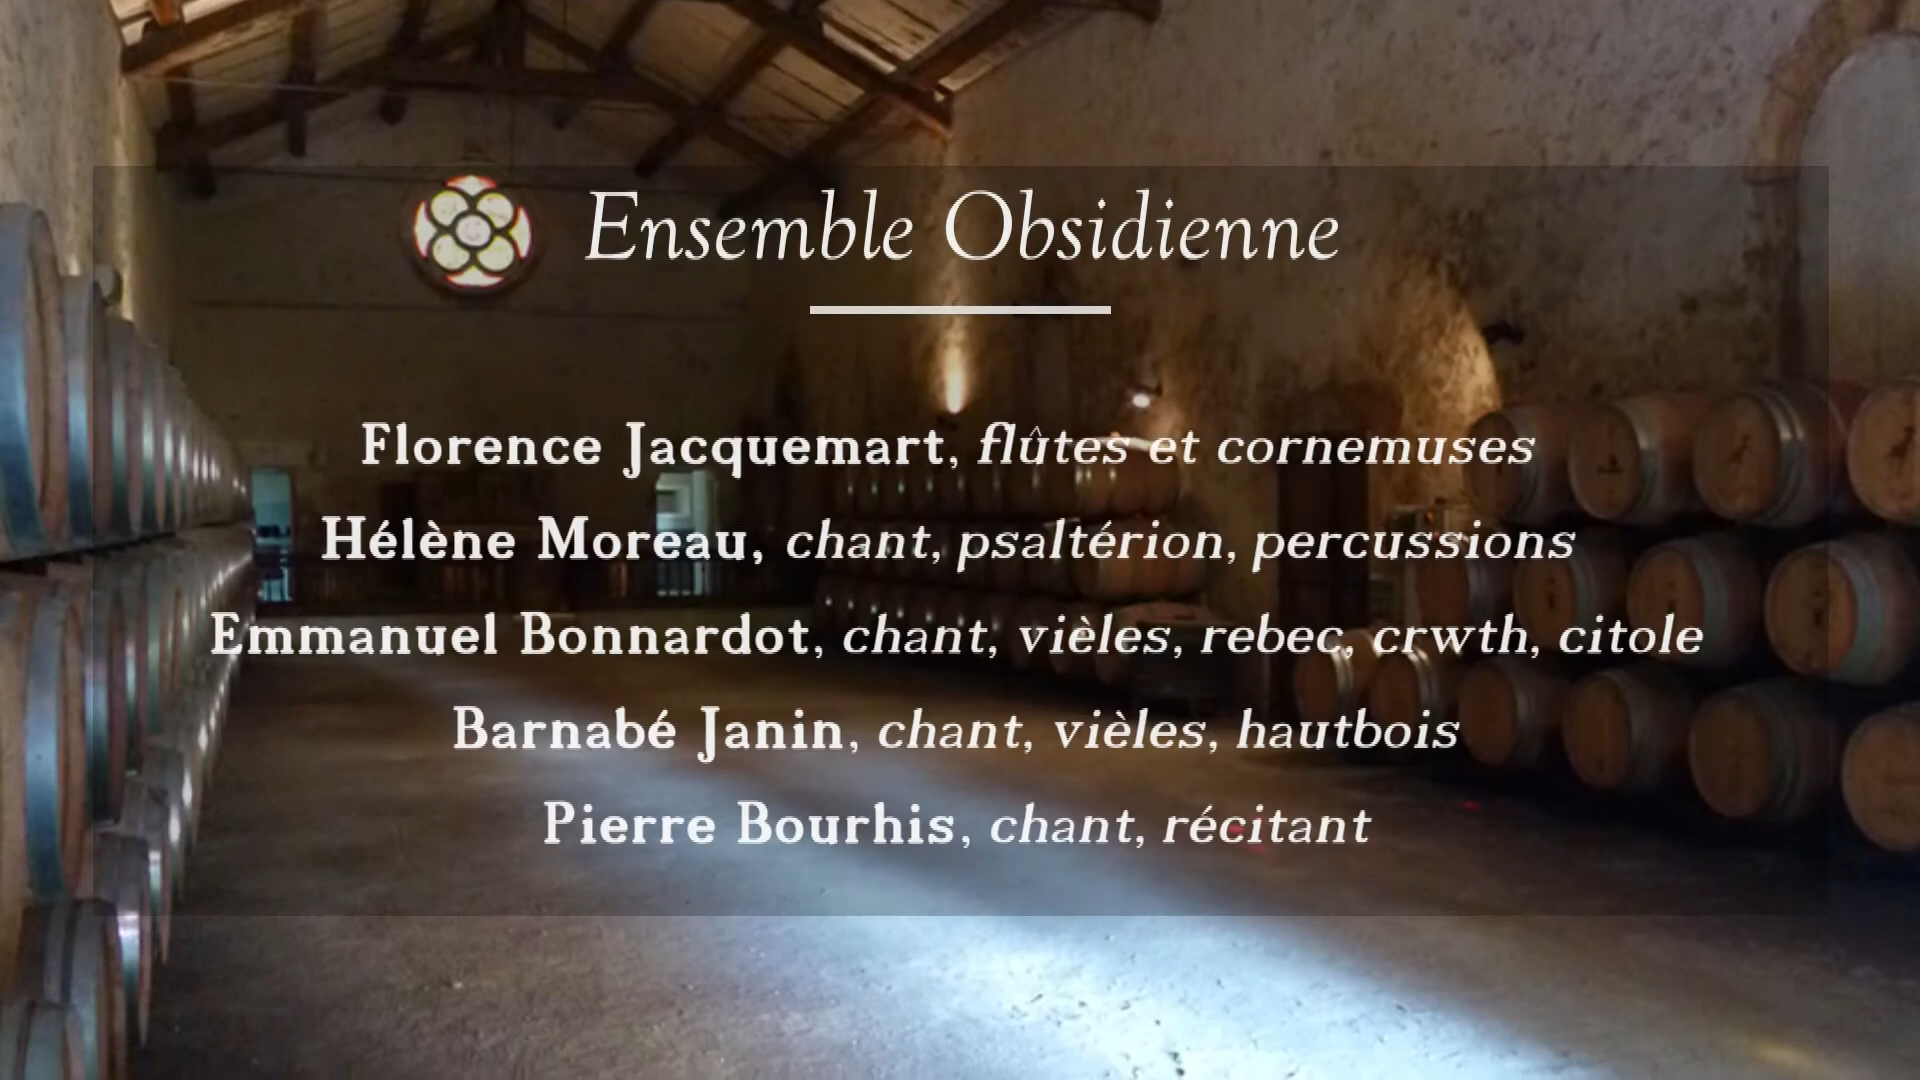 Ensemble Obsidienne
Florence Jacquemart, flûtes et cornemuses
Hélène Moreau, chant, psaltérion, percussions
Emmanuel Bonnardot, chant, vièles, rebec, crwth, citole
Barnabé Janin, chant, vièles, hautbois
Pierre Bourhis, chant, récitant